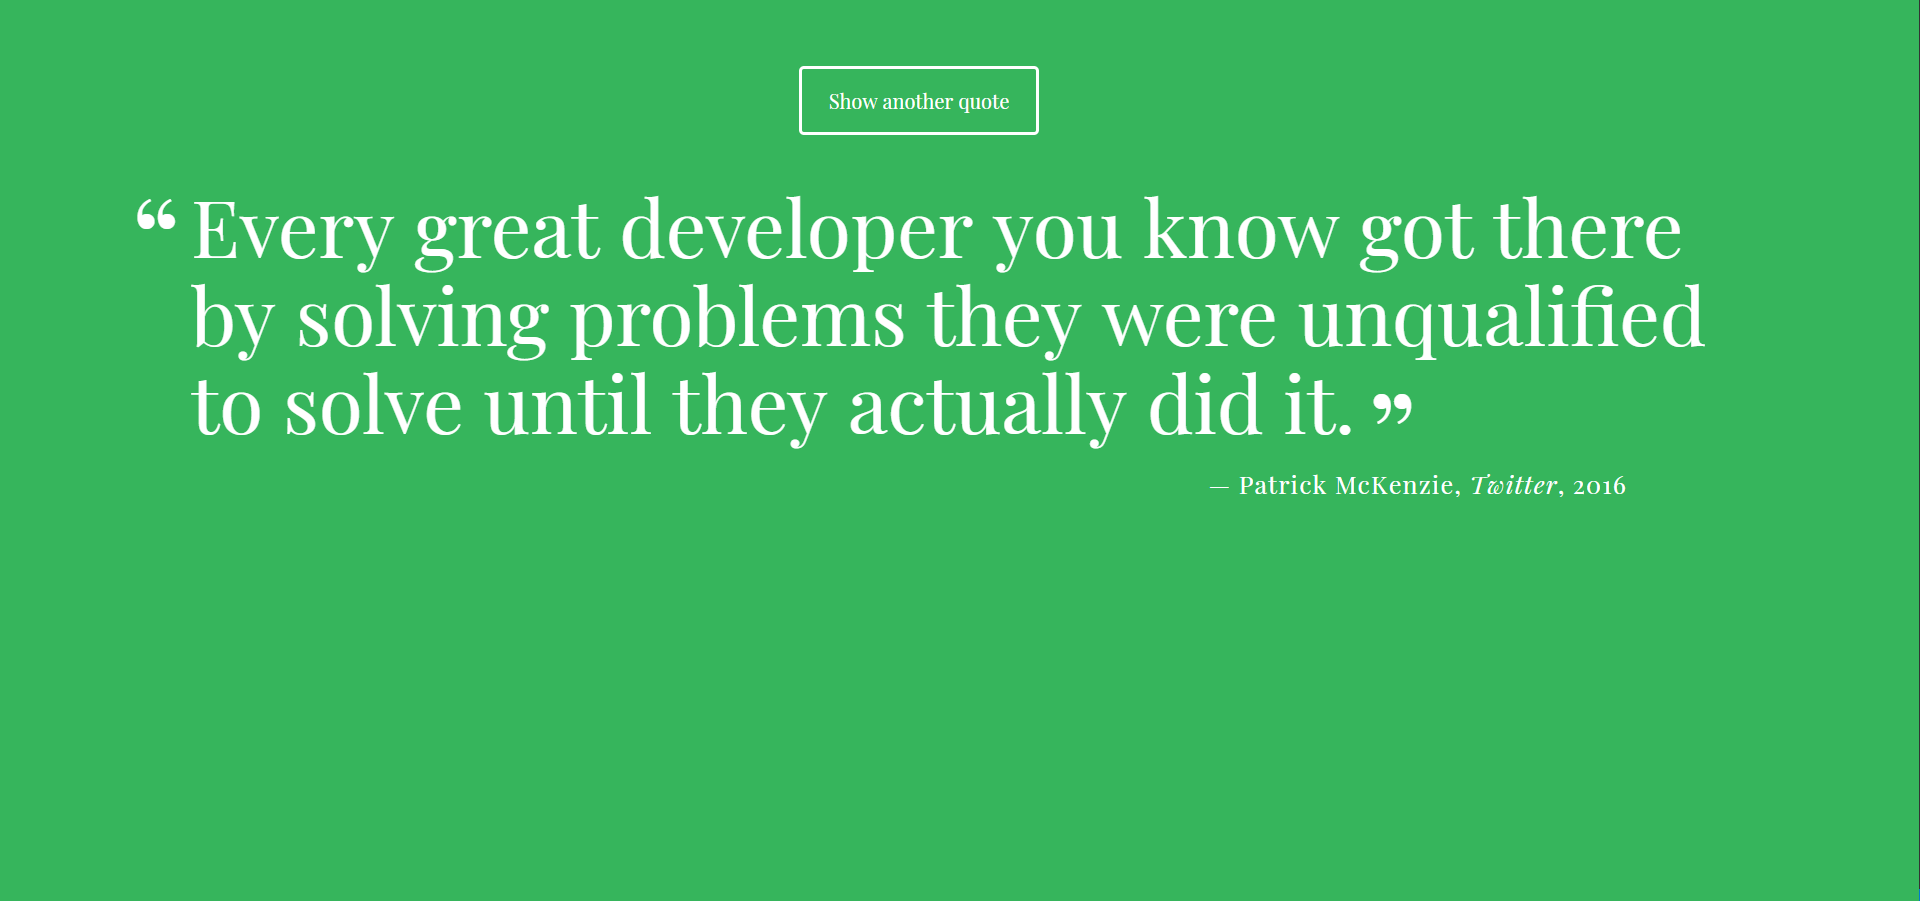 Show another quote
“ Every great developer you know got there
by solving problems they were unqualified
to solve until they actually did it. ”
— Patrick McKenzie, Twitter, 2016